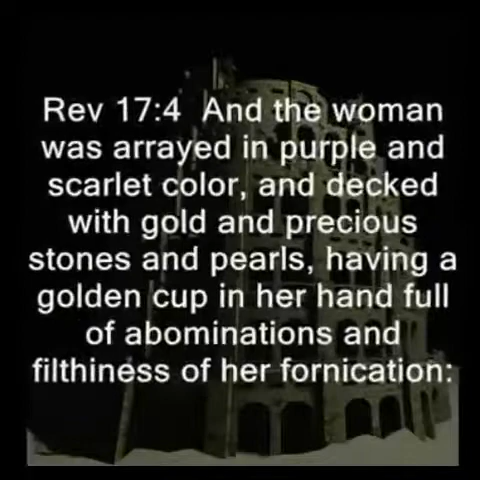 Rev 17:4 And the woman
was arrayed in purple and
scarlet color, and decked
with gold and precious
stones and pearls, having a
golden cup in her hand full
of abominations and
filthiness of her fornication: